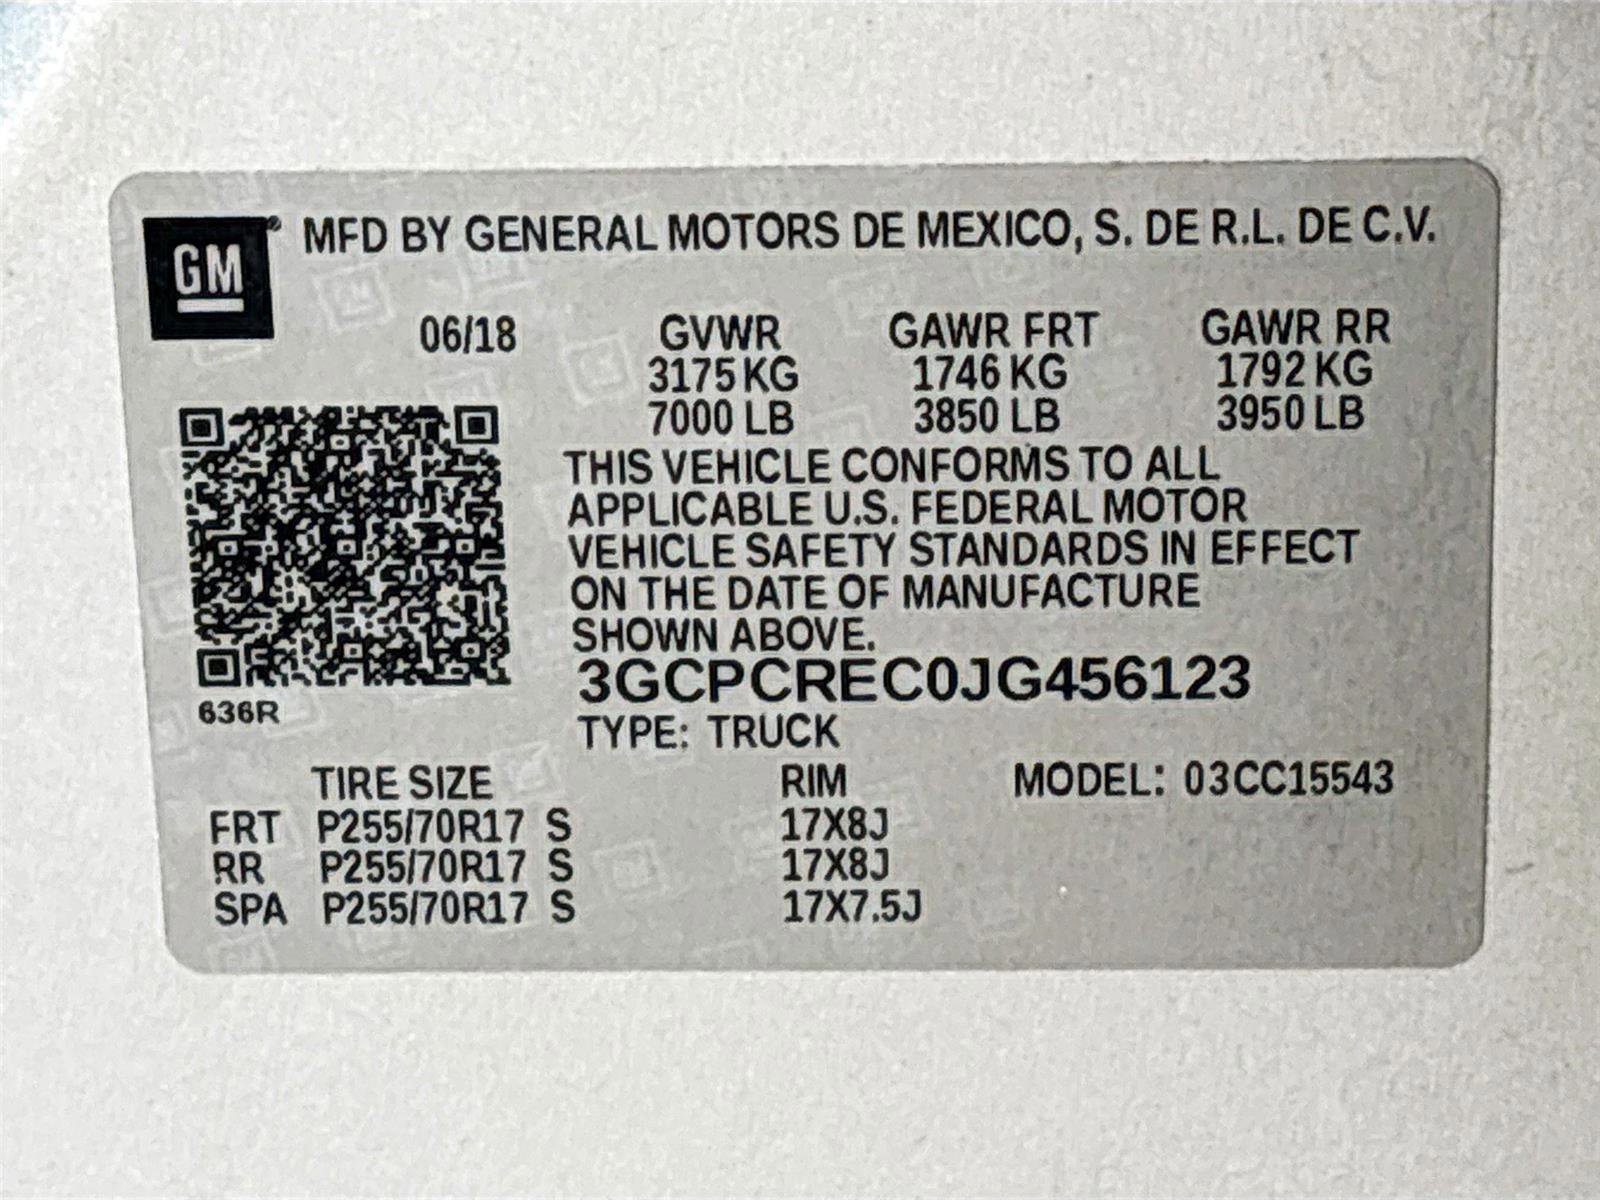 GM® MFD BY GENERAL MOTORS DE MEXICO, S. DE R.L. DE C.V.
06/18 GVWR GAWR FRT GAWR RR
3175 KG 1746 KG 1792 KG
7000 LB 3850 LB 3950 LB
THIS VEHICLE CONFORMS TO ALL
APPLICABLE U.S. FEDERAL MOTOR
VEHICLE SAFETY STANDARDS IN EFFECT
ON THE DATE OF MANUFACTURE
SHOWN ABOVE.
3GCPCREC0JG456123
636R
TYPE: TRUCK
TIRE SIZE RIM MODEL: 03CC15543
FRT P255/70R17 S 17X8J
RR P255/70R17 S 17X8J
SPA P255/70R17 S 17X7.5J